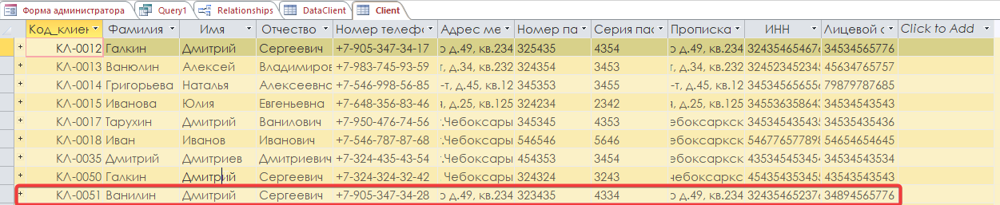 Форма администратора Query1 Relationships DataClient Client
Код_клиен Фамилия Имя Отчество Номер телефо Адрес ме Номер па Серия пас Прописка ИНН Лицевой с Click to Add
КЛ-0012 Галкин Дмитрий Сергеевич +7-905-347-34-17 о д.49, кв.234 325435 4354 о д.49, кв.234 32435465467 34534565776
КЛ-0013 Ванюлин Алексей Владимиров +7-983-745-93-59 т, д.34, кв.232 324354 3453 т, д.34, кв.232 32452345234 45634765757
КЛ-0014 Григорьева Наталья Алексеевна +7-546-998-56-85 -т, д.45, кв.12 345353 3455 -т, д.45, кв.12 34534565655 79879787685
КЛ-0015 Иванова Юлия Евгеньевна +7-648-356-83-46 а, д.25, кв.125 324234 2342 а, д.25, кв.125 34553635864 34534534543
КЛ-0017 Тарухин Дмитрий Ванилович +7-950-476-74-56 г.Чебоксары 345345 4353 ебоксарск 34534543543 34535435436
КЛ-0018 Иван Иванов Иванович +7-546-787-87-68 г.Чебоксары 546546 5646 ебоксарск 54677657789 54654654645
КЛ-0035 Дмитрий Дмитриев Дмитриевич +7-324-435-43-54 г.Чебоксары 324354 3454 ебоксарск 34534543543 34534543534
КЛ-0050 Галкин Дмитрий Сергеевич +7-324-324-32-42 г.Чебоксары 324324 3243 чебоксарск 45435435345 43543543543
КЛ-0051 Ванилин Дмитрий Сергеевич +7-905-347-34-28 о д.49, кв.234 323435 4334 о д.49, кв.234 32435465237 34894565776